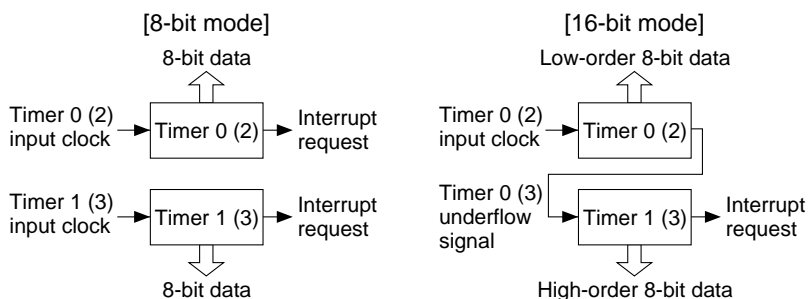 [8-bit mode]
8-bit data
Timer 0 (2)
input clock
Timer 0 (2)
Interrupt
request
Timer 1 (3)
input clock
Timer 1 (3)
Interrupt
request
8-bit data
[16-bit mode]
Low-order 8-bit data
Timer 0 (2)
input clock
Timer 0 (2)
Timer 0 (3)
underflow
signal
Timer 1 (3)
Interrupt
request
High-order 8-bit data